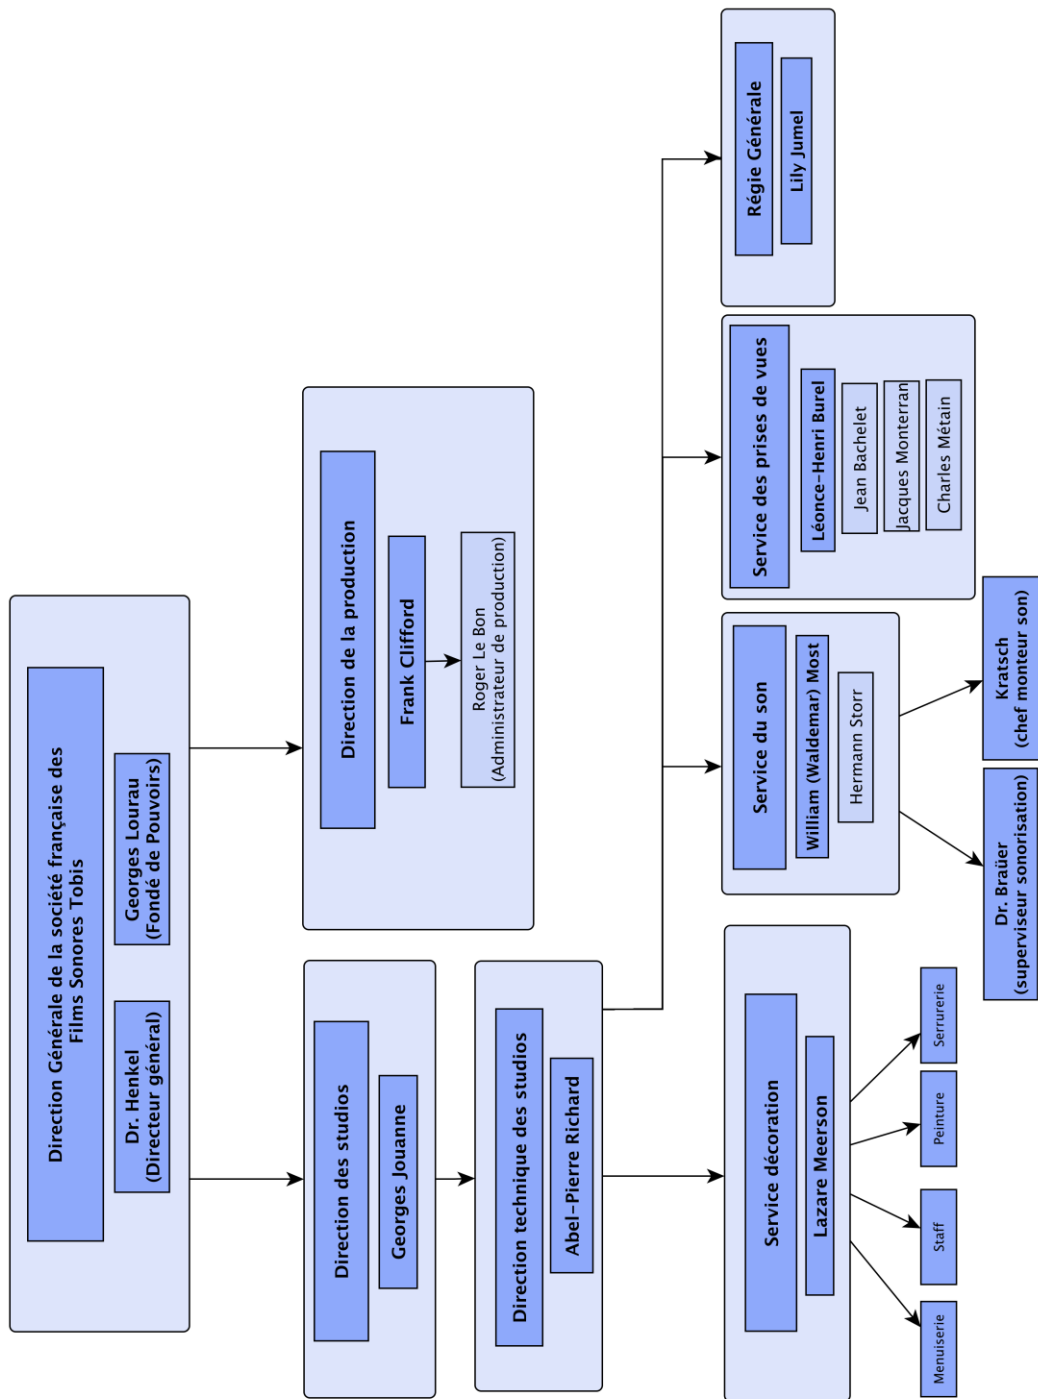 Direction Générale de la société française des
Films Sonores Tobis
Dr. Henkel
(Directeur général)
Georges Lourau
(Fondé de Pouvoirs)
Direction des studios
Georges Jouanne
Direction de la production
Frank Clifford
Roger Le Bon
(Administrateur de production)
Direction technique des studios
Abel-Pierre Richard
Service décoration
Lazare Meerson
Menuiserie
Staff
Peinture
Serrurerie
Service du son
William (Waldemar) Most
Hermann Storr
Dr. Braüer
(superviseur sonorisation)
Kratsch
(chef monteur son)
Service des prises de vues
Léonce-Henri Burel
Jean Bachelet
Jacques Monterran
Charles Métain
Régie Générale
Lily Jumel